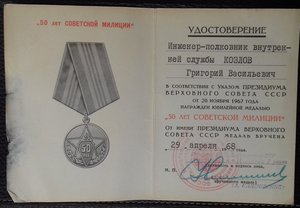 "50 лет СОВЕТСКОЙ МИЛИЦИИ"
50
УДОСТОВЕРЕНИЕ
Инженер-полковник внутрен-
ней службы КОЗЛОВ
Григорий Васильевич
В СООТВЕТСТВИИ С УКАЗОМ ПРЕЗИДИУМА
ВЕРХОВНОГО СОВЕТА СССР
ОТ 20 НОЯБРЯ 1967 ГОДА
НАГРАЖДЕН ЮБИЛЕЙНОЙ МЕДАЛЬЮ
"50 ЛЕТ СОВЕТСКОЙ МИЛИЦИИ"
ОТ ИМЕНИ ПРЕЗИДИУМА ВЕРХОВНОГО
СОВЕТА СССР МЕДАЛЬ ВРУЧЕНА
29 апреля 68
М. П.